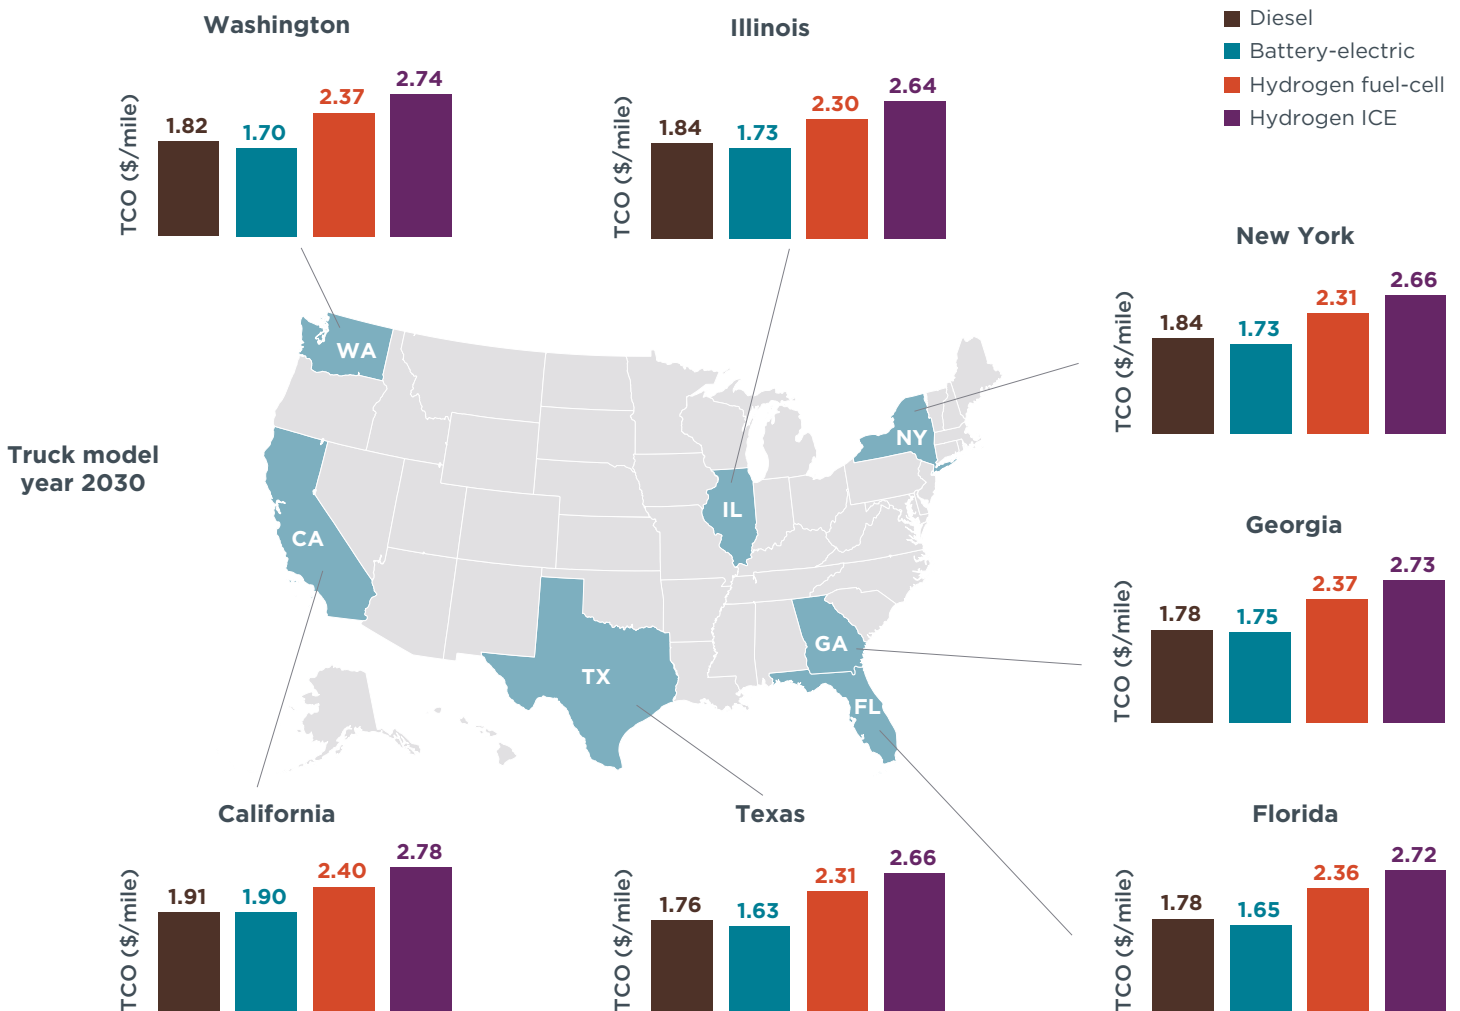 Washington
TCO ($/mile)
1.82
1.70
2.37
2.74
Illinois
TCO ($/mile)
1.84
1.73
2.30
2.64
Diesel
Battery-electric
Hydrogen fuel-cell
Hydrogen ICE
New York
TCO ($/mile)
1.84
1.73
2.31
2.66
Truck model
year 2030
WA
CA
TX
IL
NY
GA
FL
Georgia
TCO ($/mile)
1.78
1.75
2.37
2.73
California
TCO ($/mile)
1.91
1.90
2.40
2.78
Texas
TCO ($/mile)
1.76
1.63
2.31
2.66
Florida
TCO ($/mile)
1.78
1.65
2.36
2.72